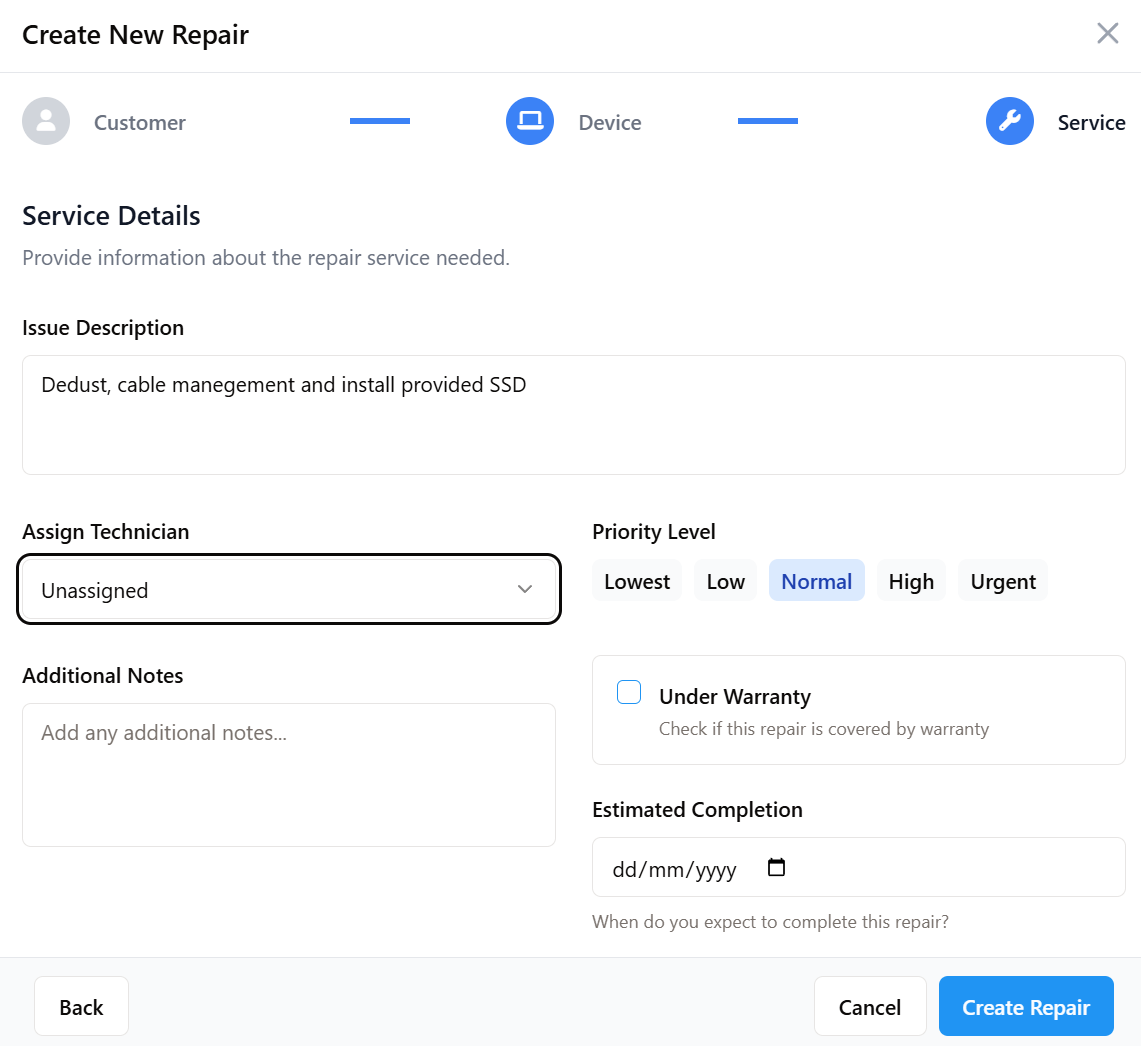 Create New Repair
Customer
Device
Service
Service Details
Provide information about the repair service needed.
Issue Description
Dedust, cable manegement and install provided SSD
Assign Technician
Unassigned
Priority Level
Lowest Low Normal High Urgent
Additional Notes
Add any additional notes...
Under Warranty
Check if this repair is covered by warranty
Estimated Completion
dd/mm/yyyy
When do you expect to complete this repair?
Back
Cancel
Create Repair